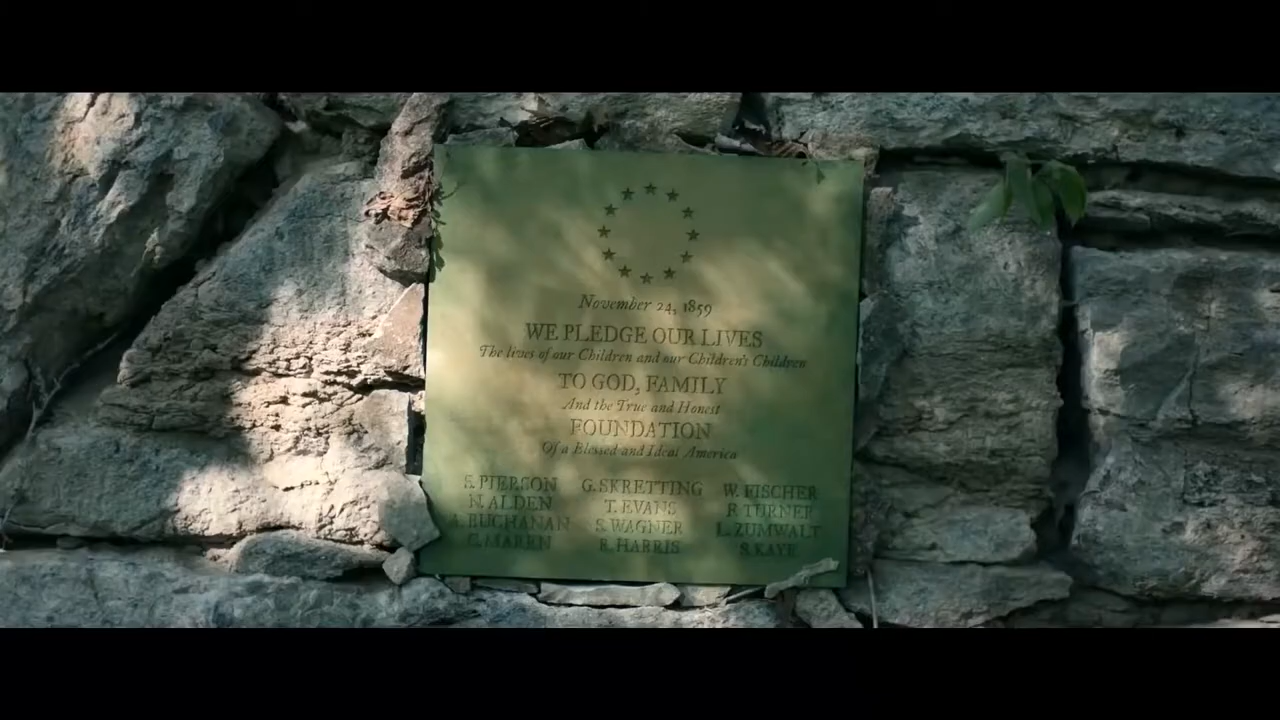 November 24, 1859
WE PLEDGE OUR LIVES
The lives of our Children and our Children's Children
TO GOD, FAMILY
And the True and Honest
FOUNDATION
Of a Blessed and Ideal America
S. PIERSON G. SKRETTING W. FISCHER
N. ALDEN T. EVANS F. TURNER
A. BUCHANAN S. WAGNER L. ZUMWALT
C. MAREN R. HARRIS S. KAYE